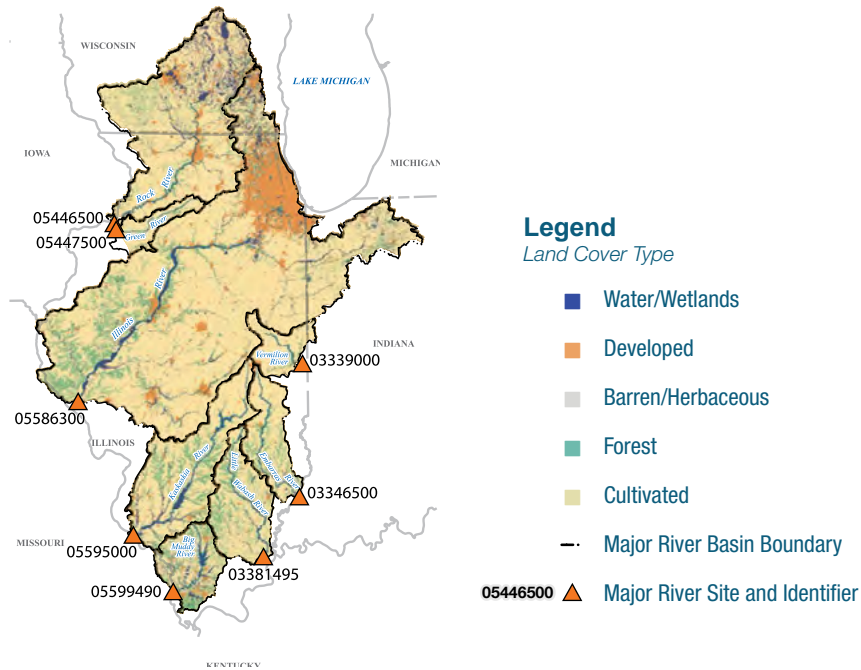 WISCONSIN
LAKE MICHIGAN
IOWA
MICHIGAN
Rock River
05446500
Green River
05447500
Illinois River
INDIANA
Vermilion
River
03339000
05586300
ILLINOIS
Kaskaskia River
Little
Wabash River
Embarras River
03346500
MISSOURI
05595000
Big
Muddy
River
03381495
05599490
KENTUCKY
Legend
Land Cover Type
Water/Wetlands
Developed
Barren/Herbaceous
Forest
Cultivated
Major River Basin Boundary
05446500 Major River Site and Identifier